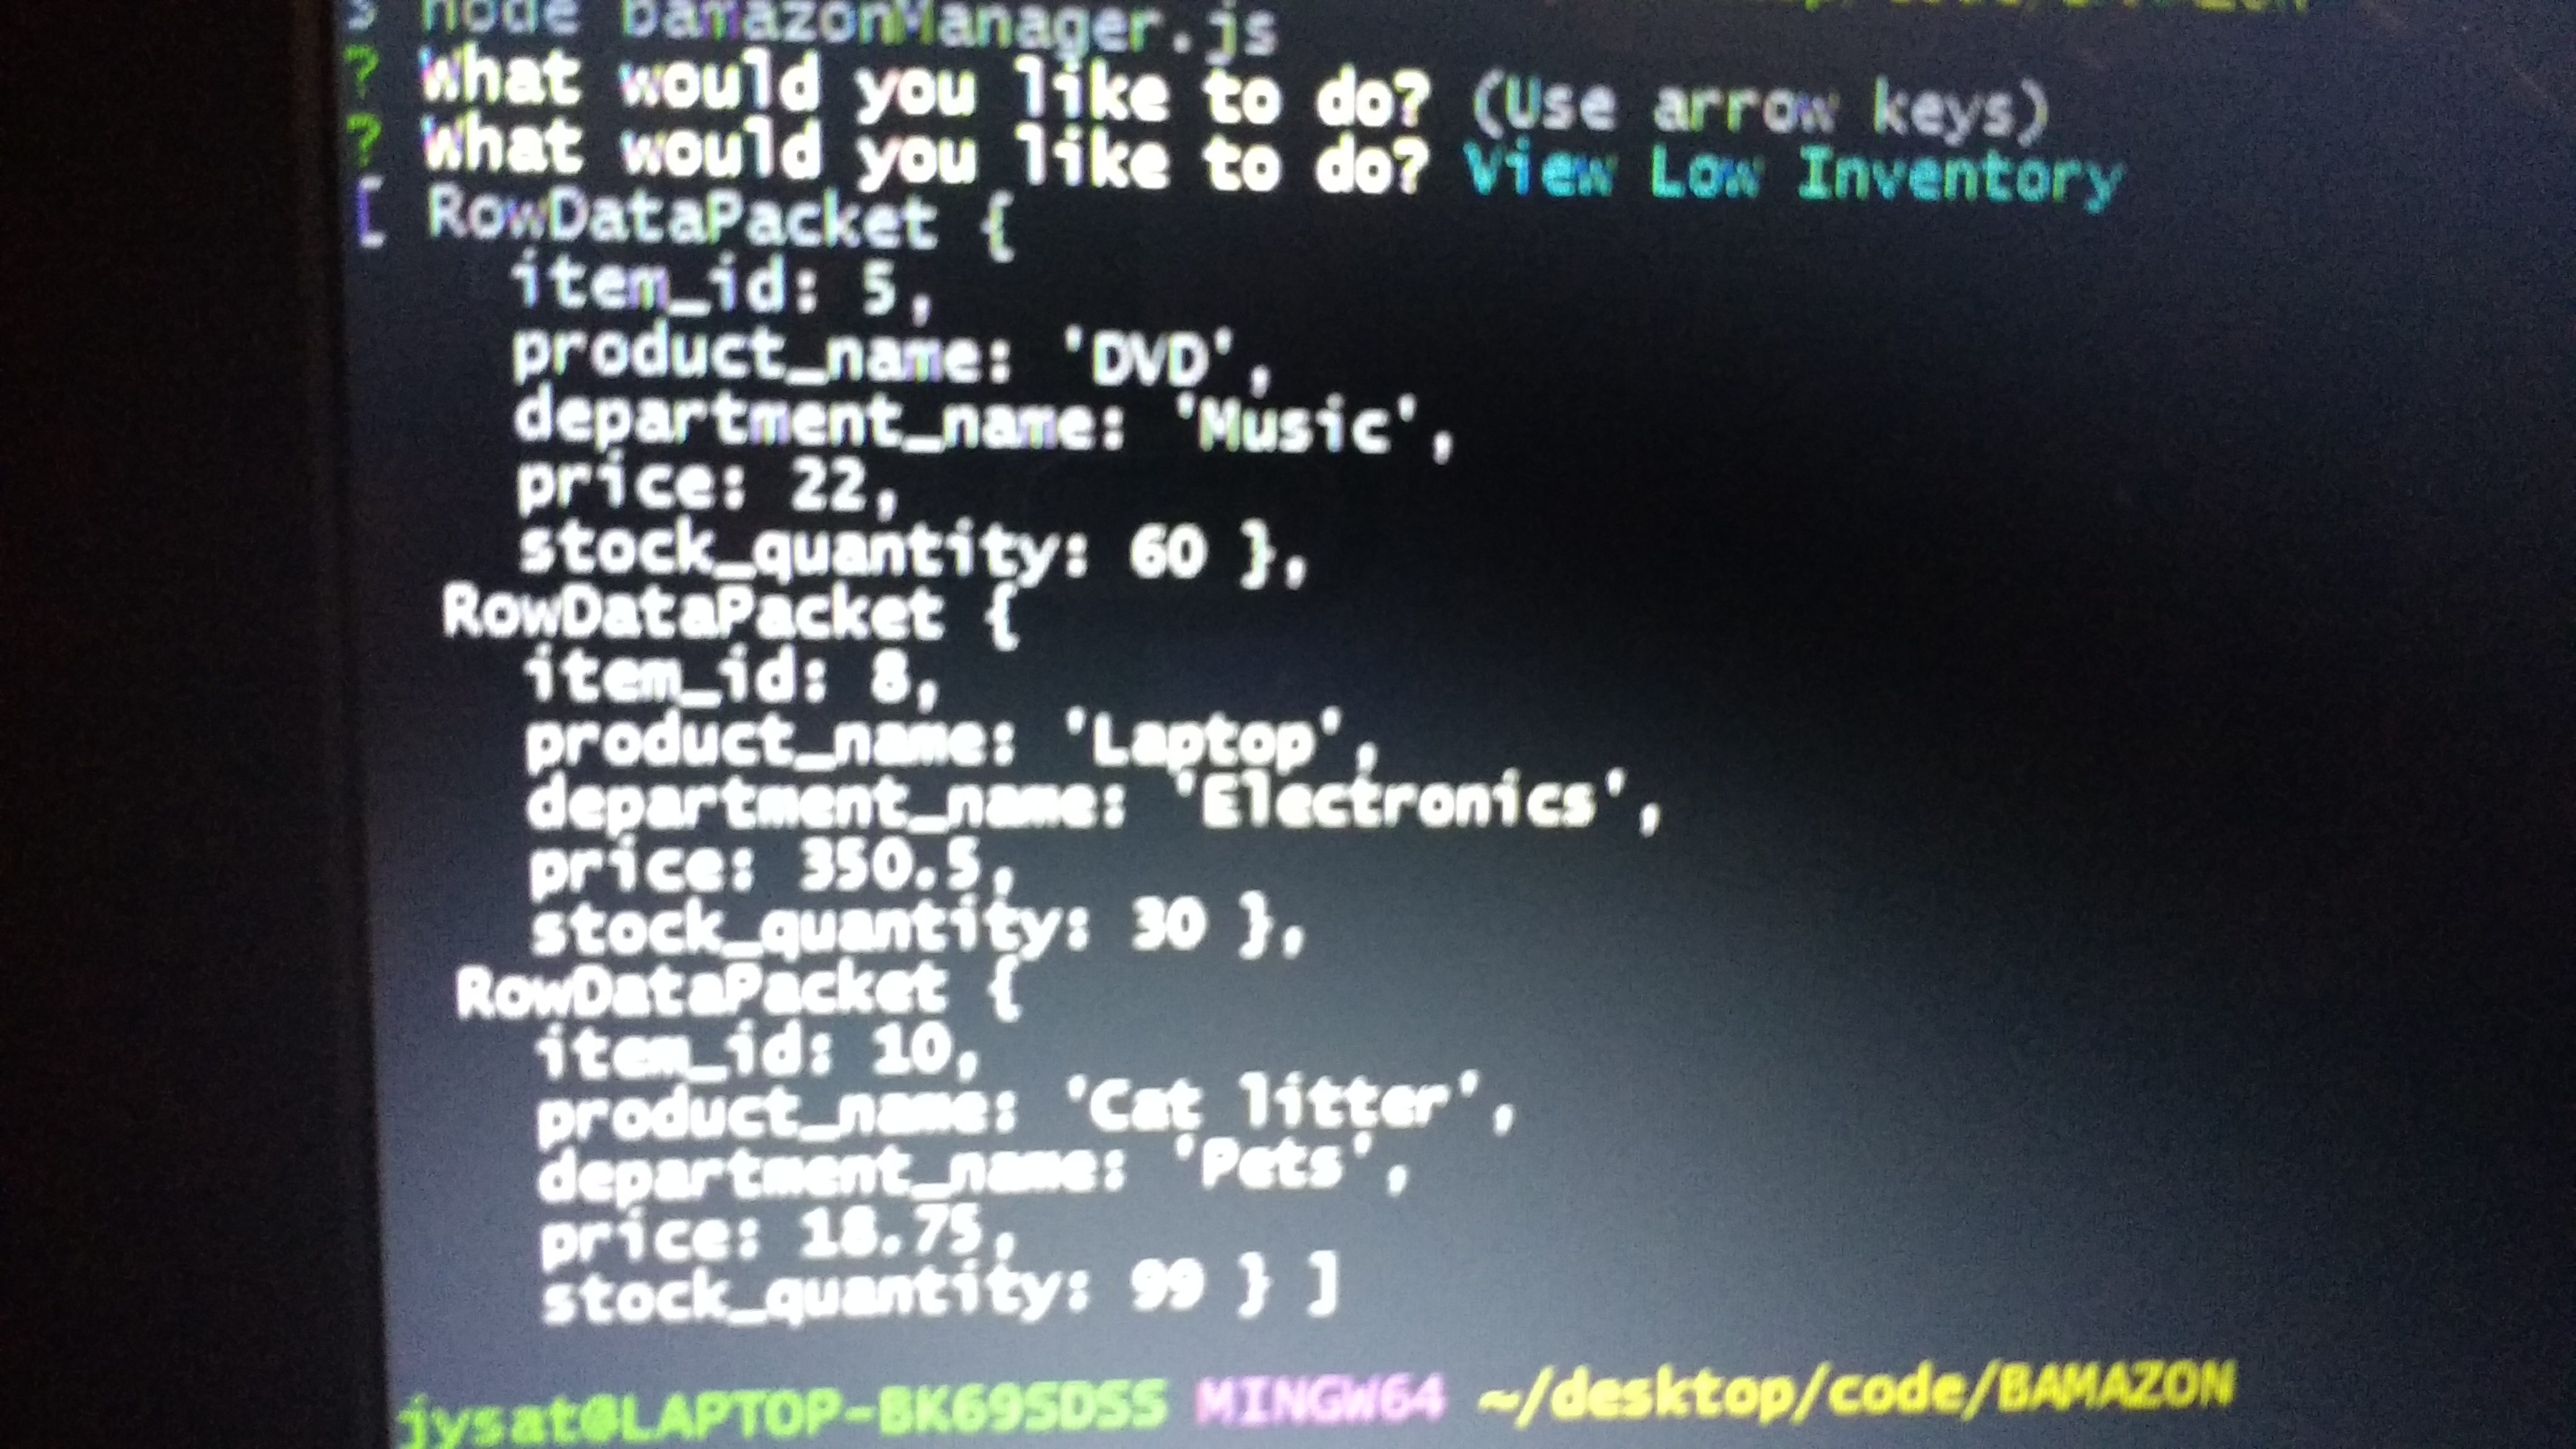 $ node bamazonManager.js
? What would you like to do? (Use arrow keys)
? What would you like to do? View Low Inventory
[ RowDataPacket {
item_id: 5,
product_name: 'DVD',
department_name: 'Music',
price: 22,
stock_quantity: 60 },
RowDataPacket {
item_id: 8,
product_name: 'Laptop',
department_name: 'Electronics',
price: 350.5,
stock_quantity: 30 },
RowDataPacket {
item_id: 10,
product_name: 'Cat litter',
department_name: 'Pets',
price: 18.75,
stock_quantity: 99 } ]
MINGW64 ~/desktop/code/BAMAZON